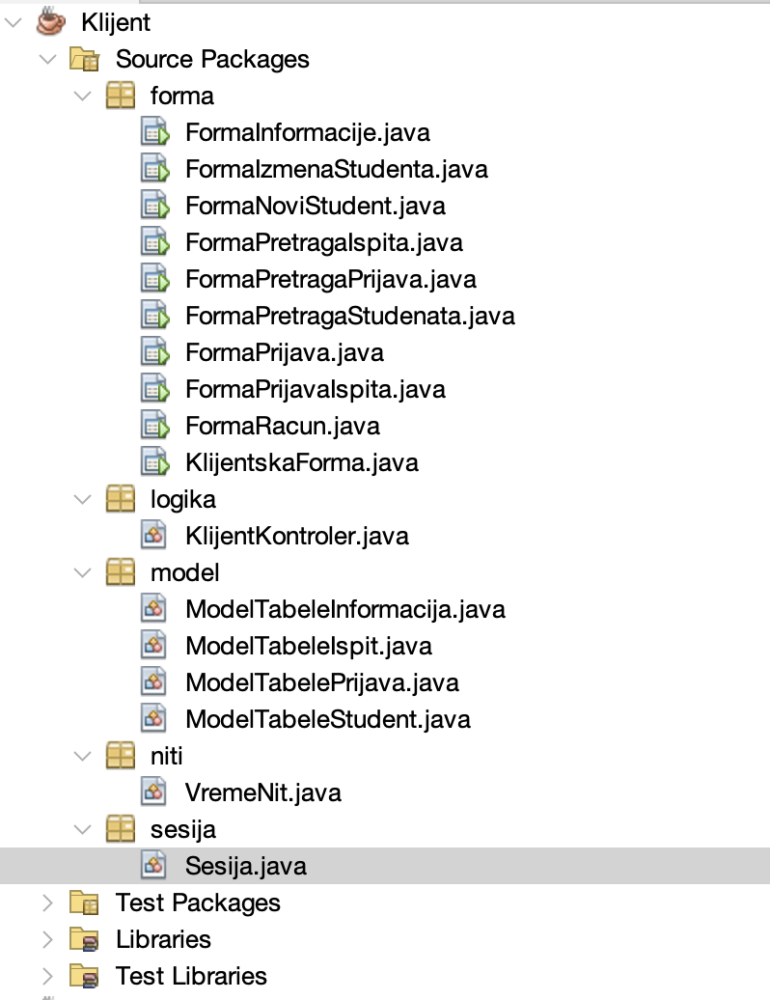 Klijent
Source Packages
forma
FormaInformacije.java
FormaIzmenaStudenta.java
FormaNoviStudent.java
FormaPretragaIspita.java
FormaPretragaPrijava.java
FormaPretragaStudenata.java
FormaPrijava.java
FormaPrijavaIspita.java
FormaRacun.java
KlijentskaForma.java
logika
KlijentKontroler.java
model
ModelTabeleInformacija.java
ModelTabeleIspit.java
ModelTabelePrijava.java
ModelTabeleStudent.java
niti
VremeNit.java
sesija
Sesija.java
Test Packages
Libraries
Test Libraries